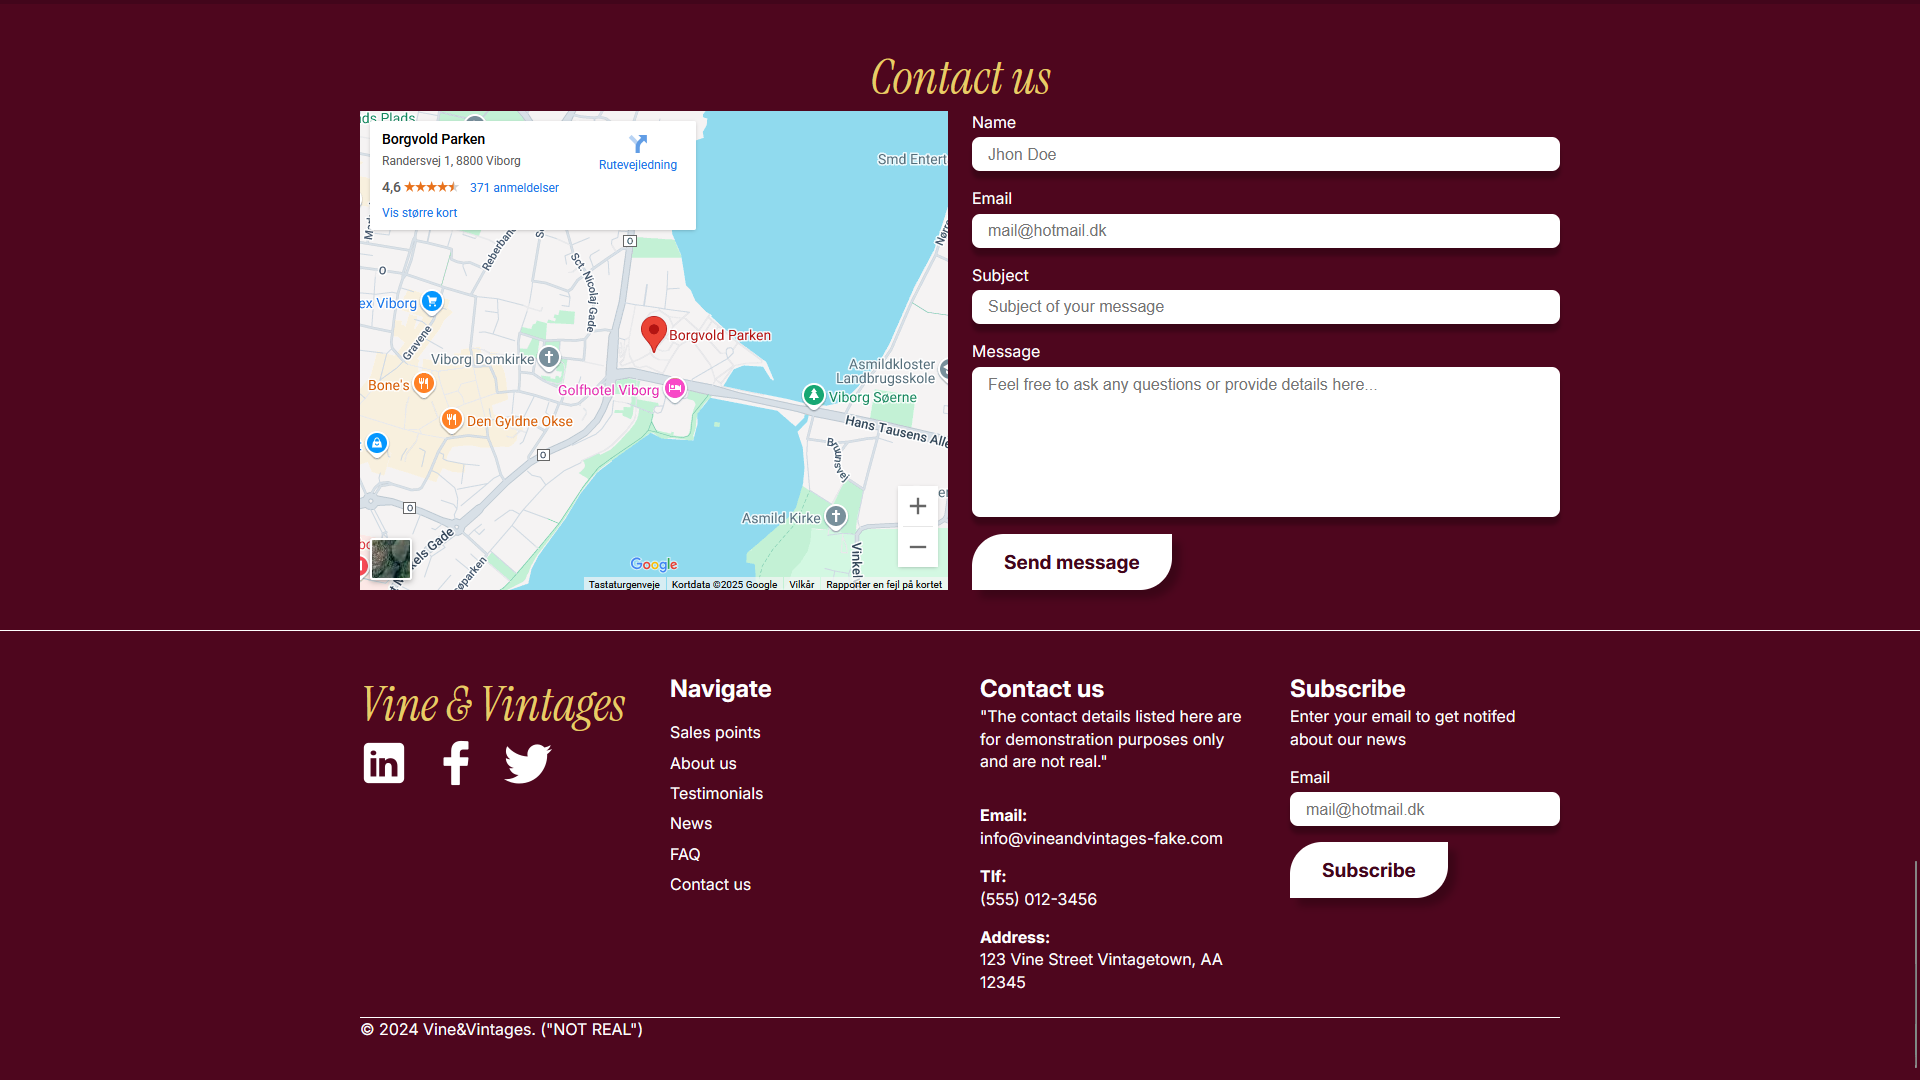 Contact us
ds Plads
Borgvold Parken
Randersvej 1, 8800 Viborg
Rutevejledning
4,6
371 anmeldelser
Vis større kort
Smd Entert
Reberbane
Sct. Nicolaj Gade
O
O
ex Viborg
Gravene
Viborg Domkirke
Borgvold Parken
Bone's
Golfhotel Viborg
Asmildkloster
Landbrugsskole
Viborg Søerne
Den Gyldne Okse
Hans Tausens Alle
Bruunsvej
O
O
Asmild Kirke
Vinkel
els Gade
søparken
Google
Tastaturgenveje
Kortdata ©2025 Google
Vilkår
Rapporter en fejl på kortet
Name
Jhon Doe
Email
mail@hotmail.dk
Subject
Subject of your message
Message
Feel free to ask any questions or provide details here...
Send message
Vine & Vintages
in
Navigate
Sales points
About us
Testimonials
News
FAQ
Contact us
Contact us
"The contact details listed here are
for demonstration purposes only
and are not real."
Email:
info@vineandvintages-fake.com
Tlf:
(555) 012-3456
Address:
123 Vine Street Vintagetown, AA
12345
Subscribe
Enter your email to get notifed
about our news
Email
mail@hotmail.dk
Subscribe
© 2024 Vine&Vintages. ("NOT REAL")